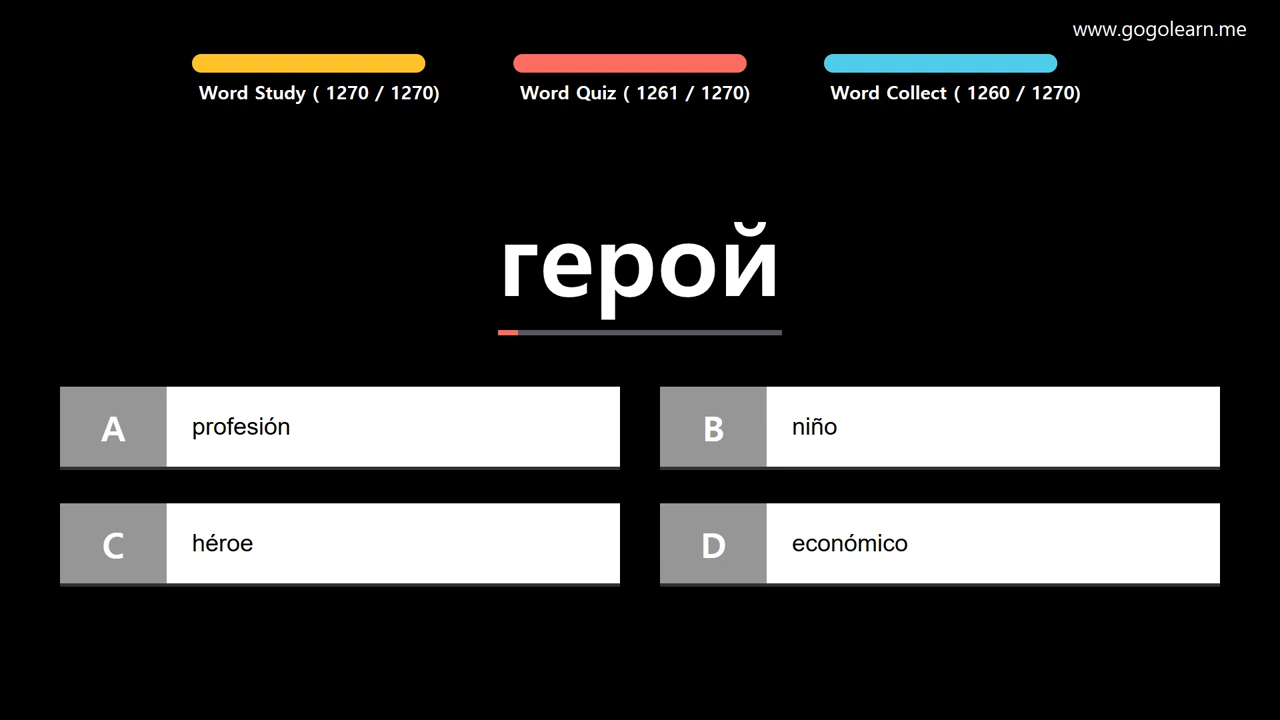 www.gogolearn.me
Word Study ( 1270 / 1270)
Word Quiz ( 1261 / 1270)
Word Collect ( 1260 / 1270)
герой
A profesión
B niño
C héroe
D económico